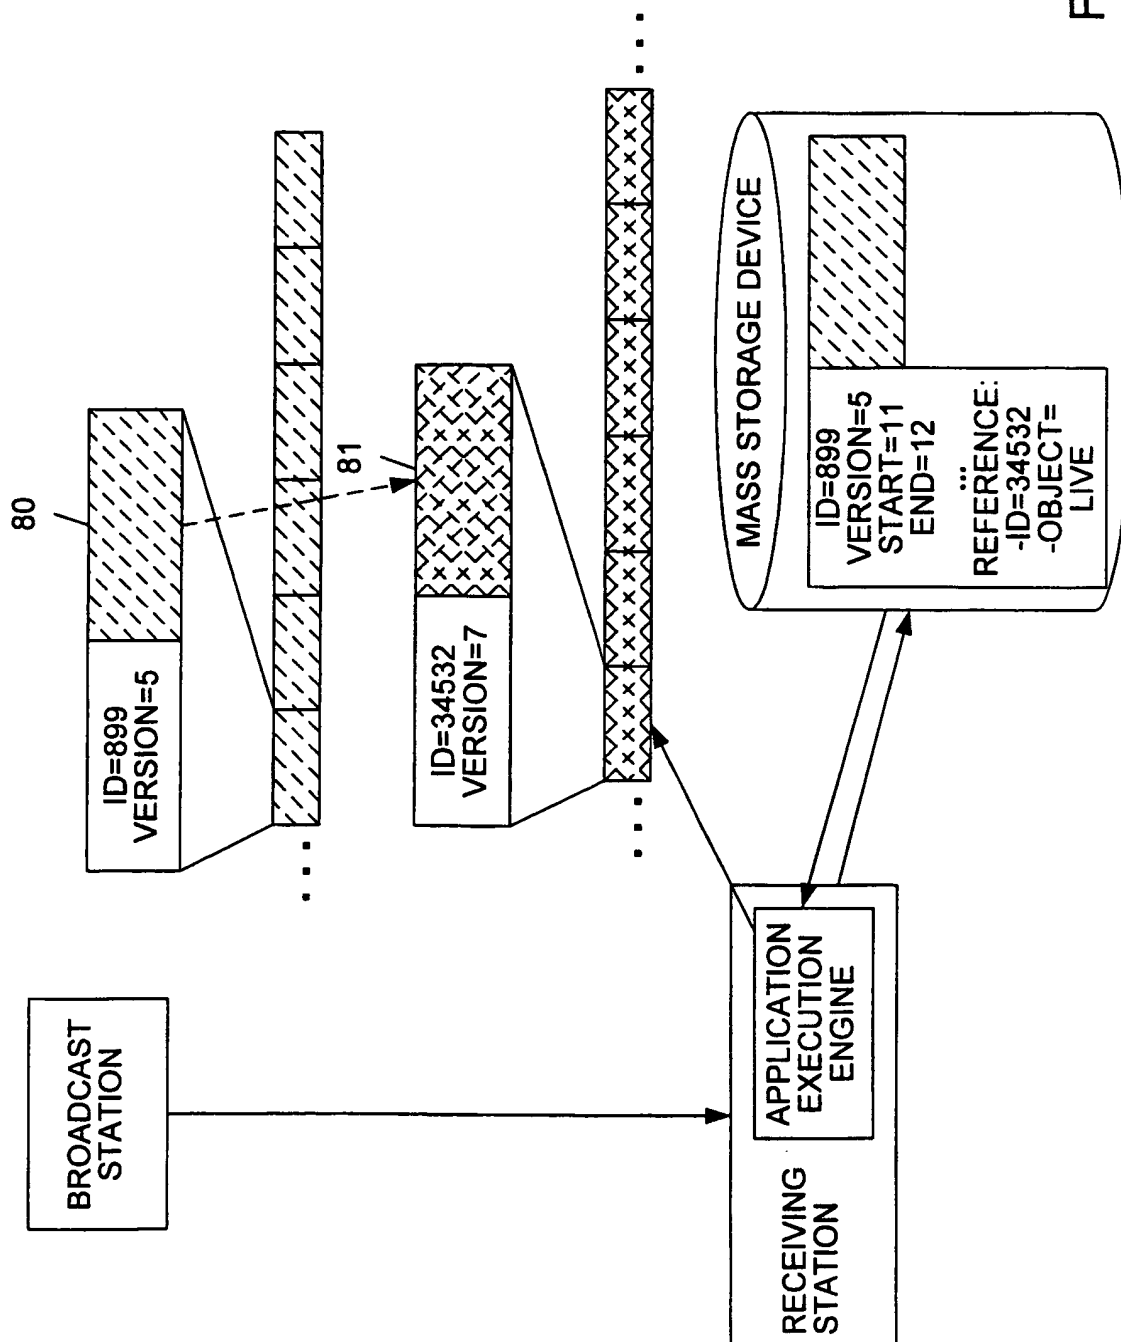 80
ID=899
VERSION=5
81
ID=34532
VERSION=7
BROADCAST
STATION
RECEIVING
STATION
APPLICATION
EXECUTION
ENGINE
MASS STORAGE DEVICE
ID=899
VERSION=5
START=11
END=12
...
REFERENCE:
-ID=34532
-OBJECT=
LIVE
F